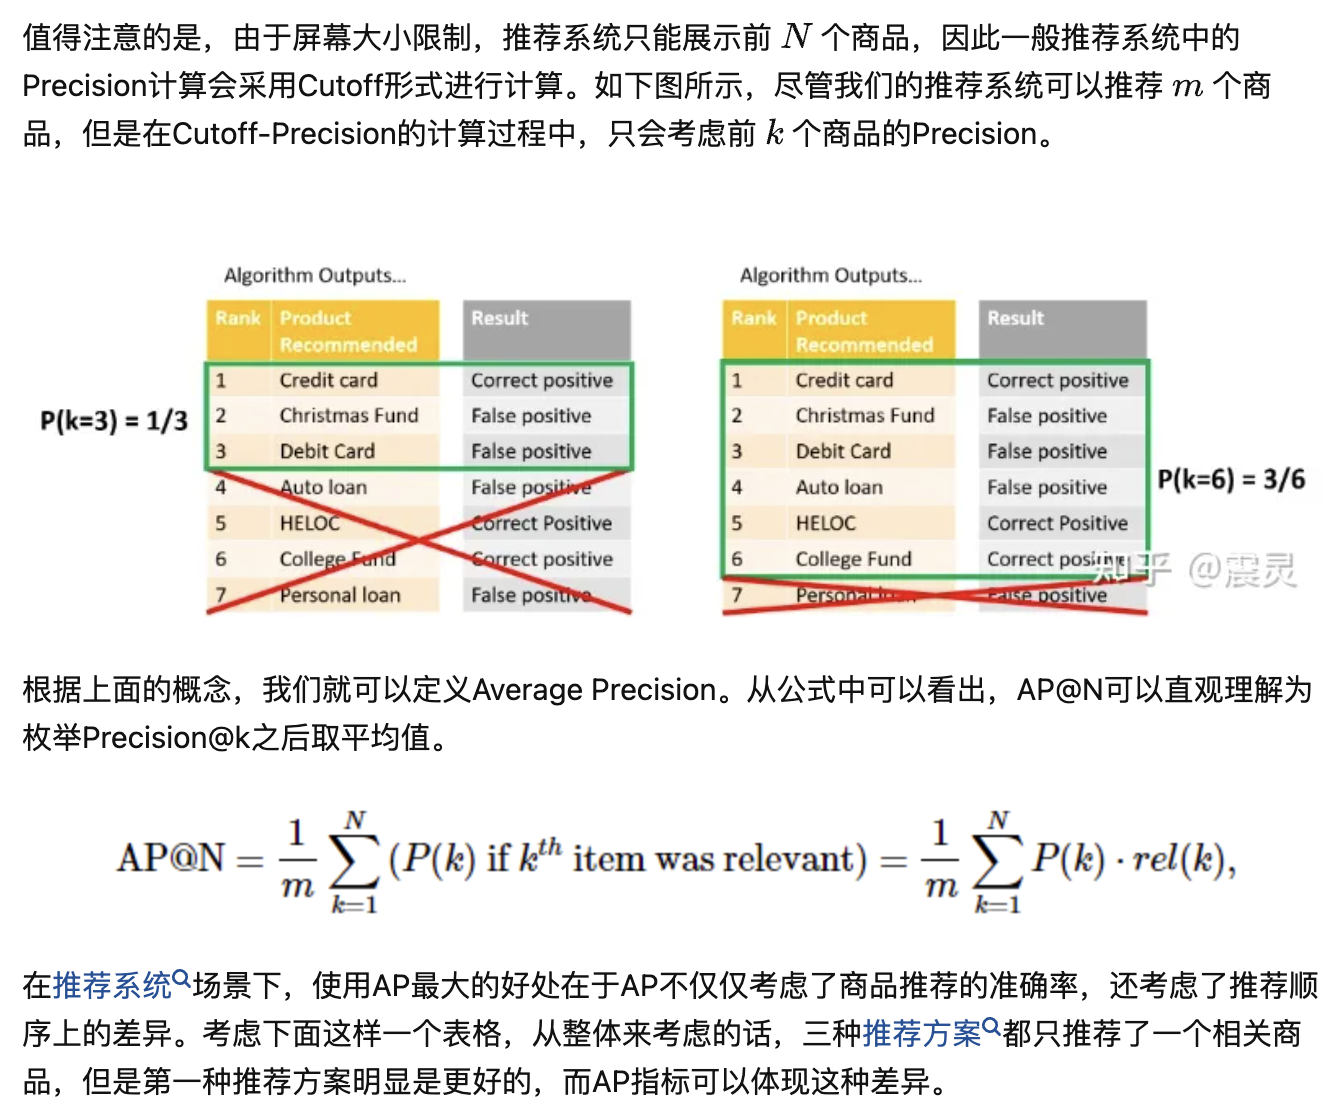 值得注意的是，由于屏幕大小限制，推荐系统只能展示前 N 个商品，因此一般推荐系统中的
Precision计算会采用Cutoff形式进行计算。如下图所示，尽管我们的推荐系统可以推荐 m 个商
品，但是在Cutoff-Precision的计算过程中，只会考虑前 k 个商品的Precision。
Algorithm Outputs...
Rank Product Recommended Result
1 Credit card Correct positive
2 Christmas Fund False positive
3 Debit Card False positive
4 Auto loan False positive
5 HELOC Correct Positive
6 College Fund Correct positive
7 Personal loan False positive
P(k=3) = 1/3
Algorithm Outputs...
Rank Product Recommended Result
1 Credit card Correct positive
2 Christmas Fund False positive
3 Debit Card False positive
4 Auto loan False positive
5 HELOC Correct Positive
6 College Fund Correct positive
7 Personal loan False positive
P(k=6) = 3/6
知乎 @震灵
根据上面的概念，我们就可以定义Average Precision。从公式中可以看出，AP@N可以直观理解为
枚举Precision@k之后取平均值。
AP@N = \frac{1}{m} \sum_{k=1}^{N} (P(k) if k^{th} item was relevant) = \frac{1}{m} \sum_{k=1}^{N} P(k) · rel(k),
在推荐系统场景下，使用AP最大的好处在于AP不仅仅考虑了商品推荐的准确率，还考虑了推荐顺
序上的差异。考虑下面这样一个表格，从整体来考虑的话，三种推荐方案都只推荐了一个相关商
品，但是第一种推荐方案明显是更好的，而AP指标可以体现这种差异。